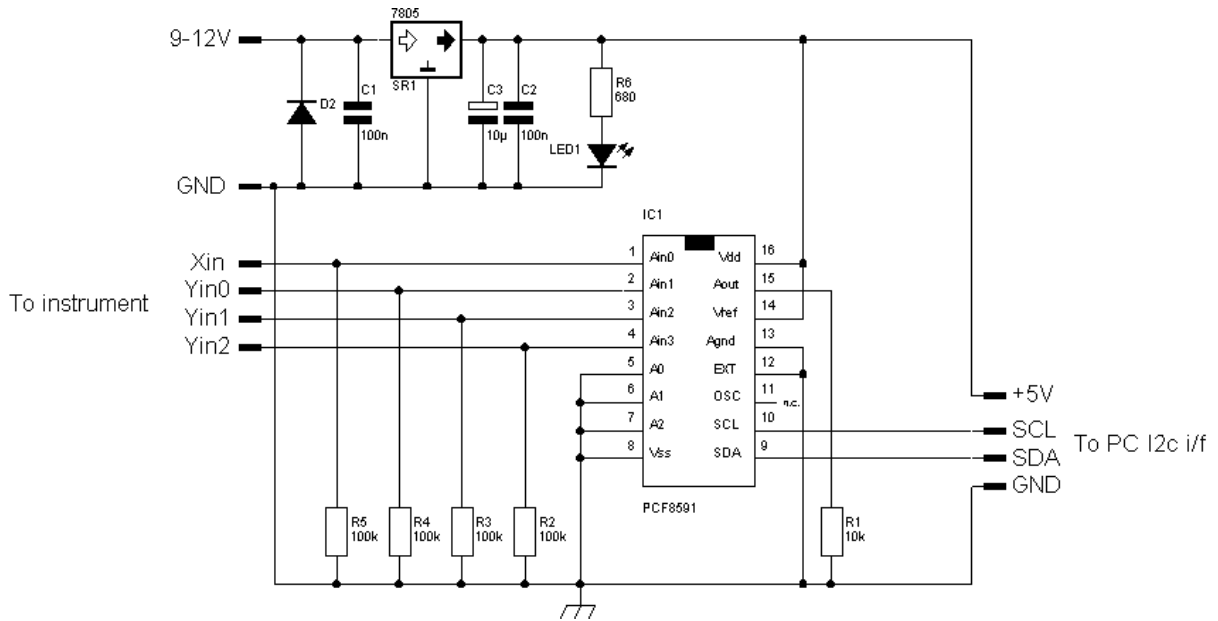 7805
9-12V
SR1
D2
C1
100n
C3
10µ
C2
100n
R6
680
LED1
GND
IC1
Xin
Yin0
Yin1
Yin2
To instrument
1 Ain0 Vdd 16
2 Ain1 Aout 15
3 Ain2 Vref 14
4 Ain3 Agnd 13
5 A0 EXT 12
6 A1 OSC 11 n.c.
7 A2 SCL 10
8 Vss SDA 9
PCF8591
+5V
SCL
SDA
GND
To PC I2c i/f
R5
100k
R4
100k
R3
100k
R2
100k
R1
10k